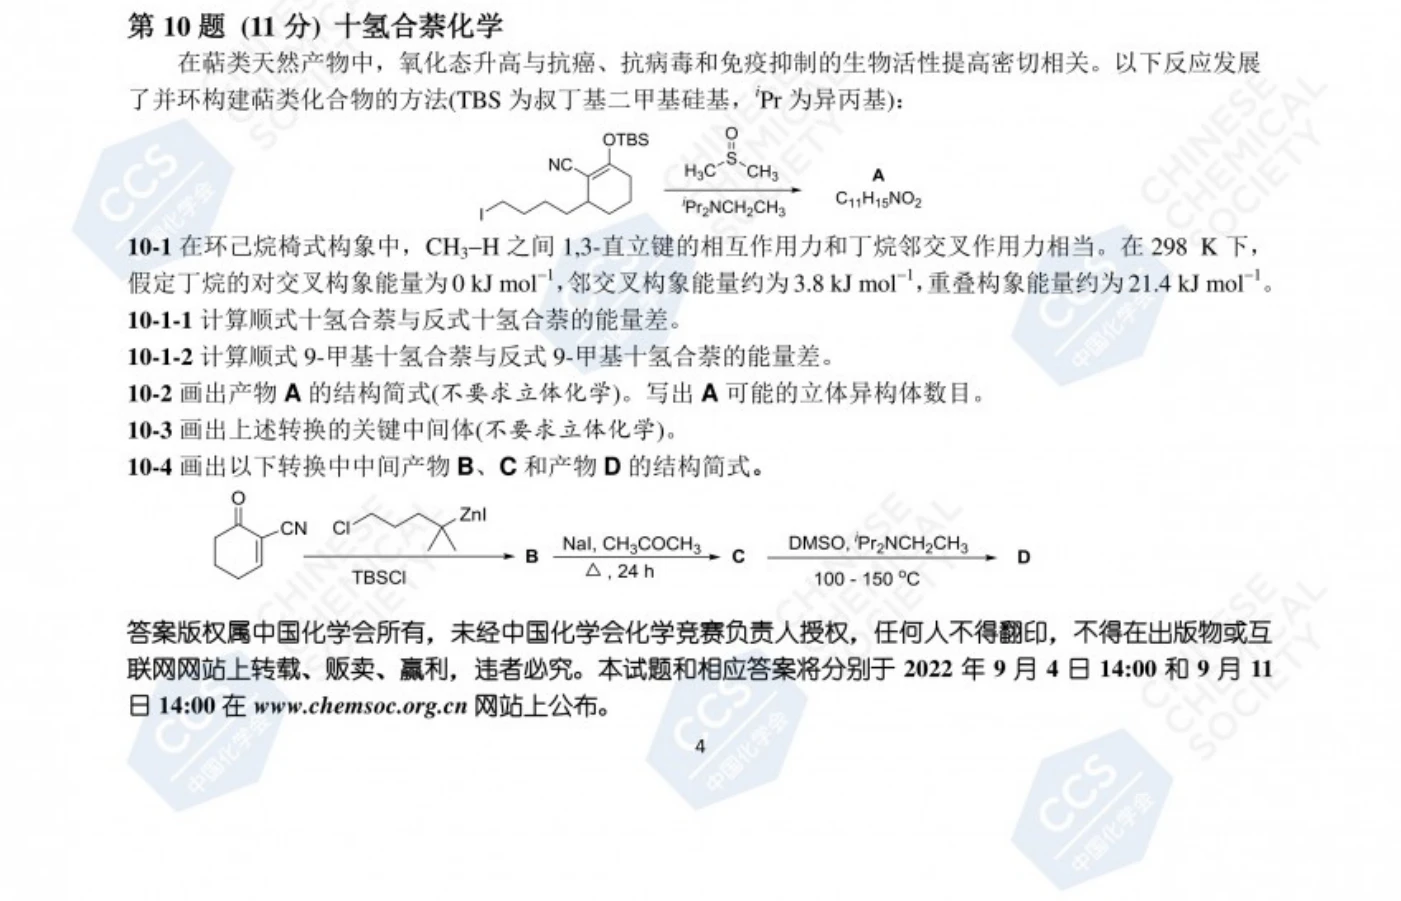 第 10 题 (11 分) 十氢合萘化学
在萜类天然产物中，氧化态升高与抗癌、抗病毒和免疫抑制的生物活性提高密切相关。以下反应发展
了并环构建萜类化合物的方法(TBS 为叔丁基二甲基硅基，ⁱPr 为异丙基)：
OTBS
NC
I
O
S
H₃C
CH₃
ⁱPr₂NCH₂CH₃
A
C₁₁H₁₅NO₂
10-1 在环己烷椅式构象中，CH₃–H 之间 1,3-直立键的相互作用力和丁烷邻交叉作用力相当。在 298 K 下，
假定丁烷的对交叉构象能量为 0 kJ mol⁻¹，邻交叉构象能量约为 3.8 kJ mol⁻¹，重叠构象能量约为 21.4 kJ mol⁻¹。
10-1-1 计算顺式十氢合萘与反式十氢合萘的能量差。
10-1-2 计算顺式 9-甲基十氢合萘与反式 9-甲基十氢合萘的能量差。
10-2 画出产物 A 的结构简式(不要求立体化学)。写出 A 可能的立体异构体数目。
10-3 画出上述转换的关键中间体(不要求立体化学)。
10-4 画出以下转换中中间产物 B、C 和产物 D 的结构简式。
O
CN
Cl
ZnI
TBSCl
B
NaI, CH₃COCH₃
△ , 24 h
C
DMSO, ⁱPr₂NCH₂CH₃
100 - 150 ºC
D
答案版权属中国化学会所有，未经中国化学会化学竞赛负责人授权，任何人不得翻印，不得在出版物或互
联网网站上转载、贩卖、赢利，违者必究。本试题和相应答案将分别于 2022 年 9 月 4 日 14:00 和 9 月 11
日 14:00 在 www.chemsoc.org.cn 网站上公布。
4
CCS
中国化学会
CHINESE
CHEMICAL
SOCIETY